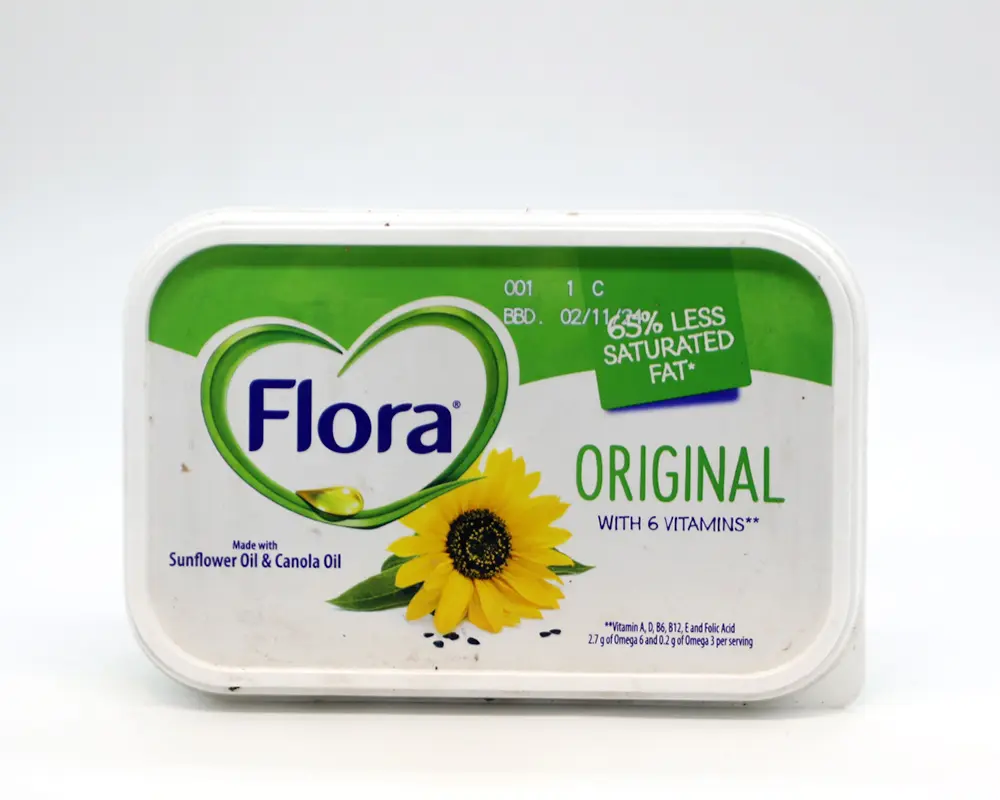 001 1 C
BBD. 02/11/24
65% LESS
SATURATED
FAT*
Flora®
ORIGINAL
WITH 6 VITAMINS**
Made with
Sunflower Oil & Canola Oil
**Vitamin A, D, B6, B12, E and Folic Acid
2.7 g of Omega 6 and 0.2 g of Omega 3 per serving